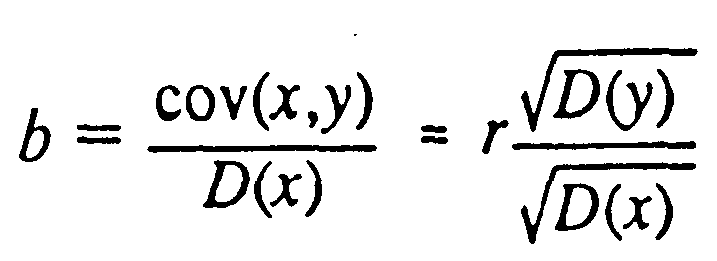 b = cov(x,y) / D(x) = r √D(y) / √D(x)